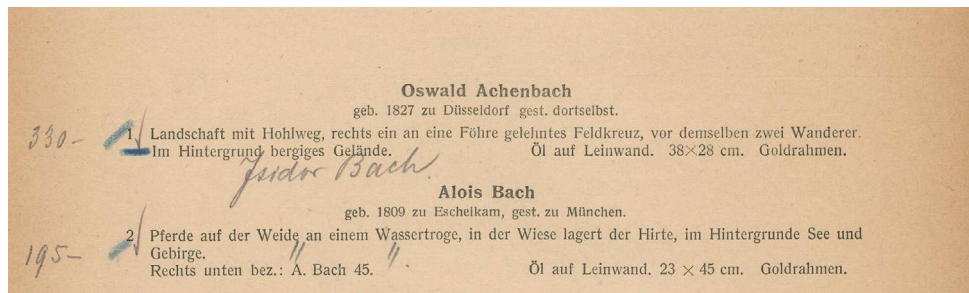 Oswald Achenbach
geb. 1827 zu Düsseldorf gest. dortselbst.
330- 1 Landschaft mit Hohlweg, rechts ein an eine Föhre gelehntes Feldkreuz, vor demselben zwei Wanderer.
Im Hintergrund bergiges Gelände. Öl auf Leinwand. 38×28 cm. Goldrahmen.
Isidor Bach.
Alois Bach
geb. 1809 zu Eschelkam, gest. zu München.
2 Pferde auf der Weide an einem Wassertroge, in der Wiese lagert der Hirte, im Hintergrunde See und
195- Gebirge. " ".
Rechts unten bez.: A. Bach 45. Öl auf Leinwand. 23 × 45 cm. Goldrahmen.